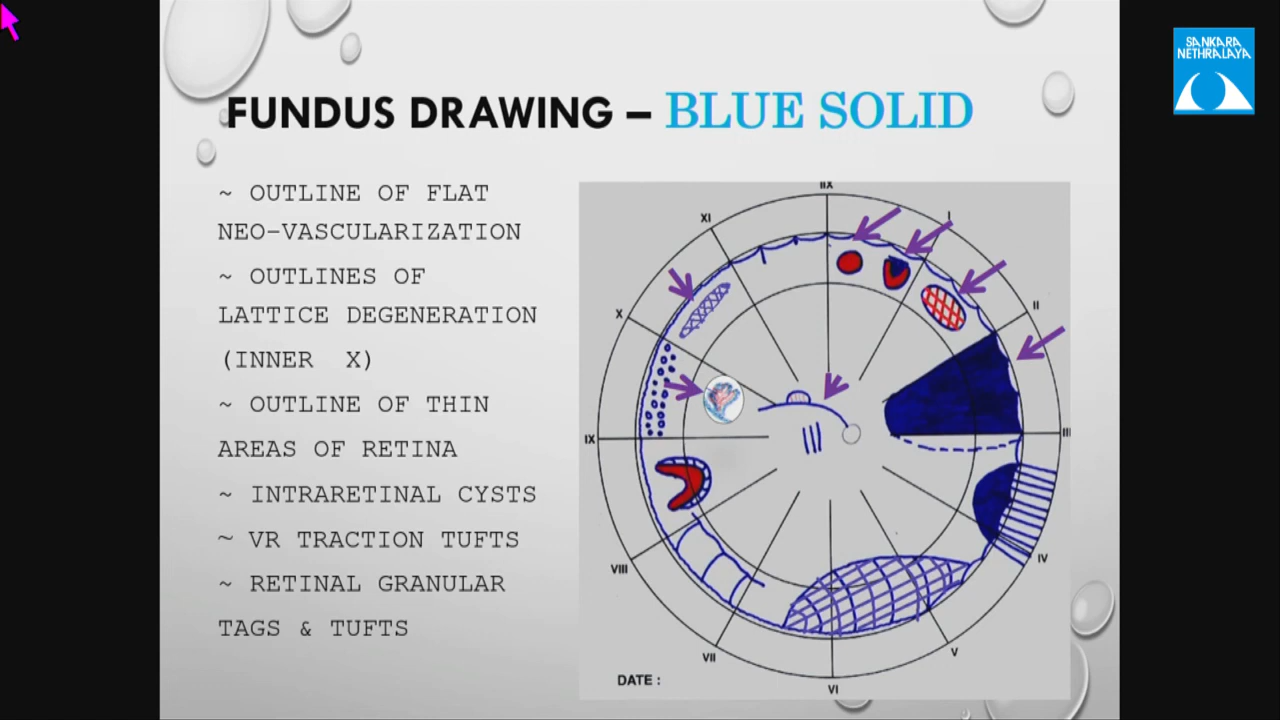 SANKARA
NETHRALAYA
FUNDUS DRAWING – BLUE SOLID
~ OUTLINE OF FLAT
NEO-VASCULARIZATION
~ OUTLINES OF
LATTICE DEGENERATION
(INNER X)
~ OUTLINE OF THIN
AREAS OF RETINA
~ INTRARETINAL CYSTS
~ VR TRACTION TUFTS
~ RETINAL GRANULAR
TAGS & TUFTS
IIX
I
II
III
IV
V
VI
VII
VIII
IX
X
XI
DATE :